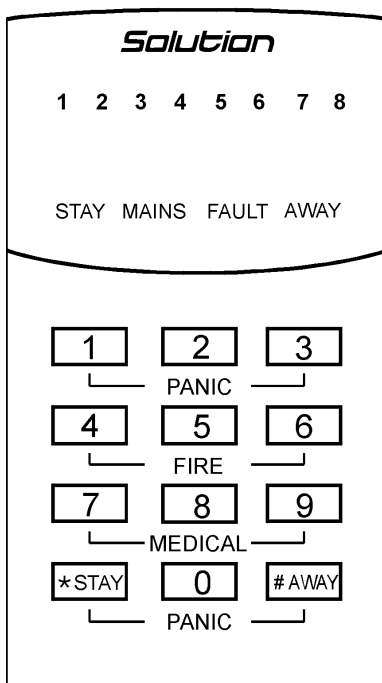 Solution
1 2 3 4 5 6 7 8
STAY MAINS FAULT AWAY
1 2 3
PANIC
4 5 6
FIRE
7 8 9
MEDICAL
*STAY 0 #AWAY
PANIC